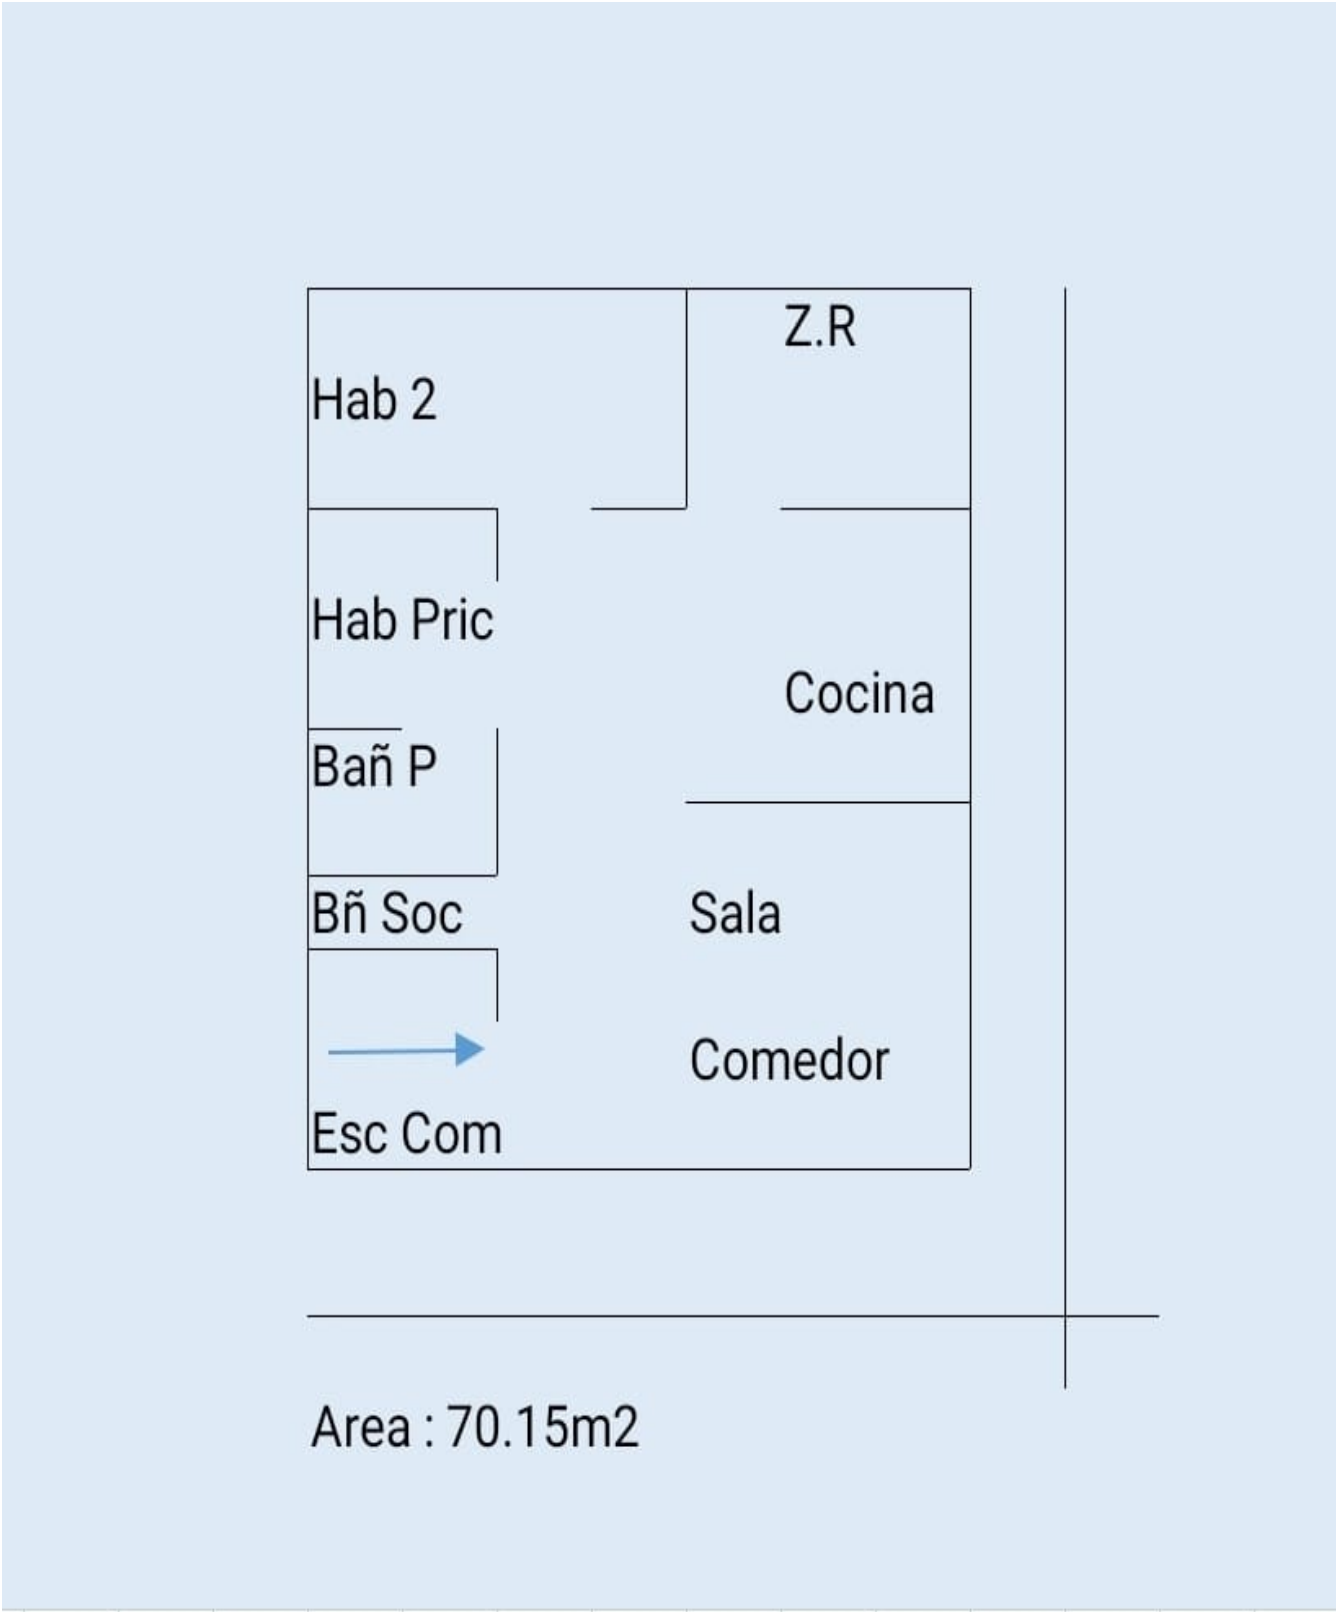 Z.R
Hab 2
Hab Pric
Cocina
Bañ P
Bñ Soc
Sala
Comedor
Esc Com
Area : 70.15m2